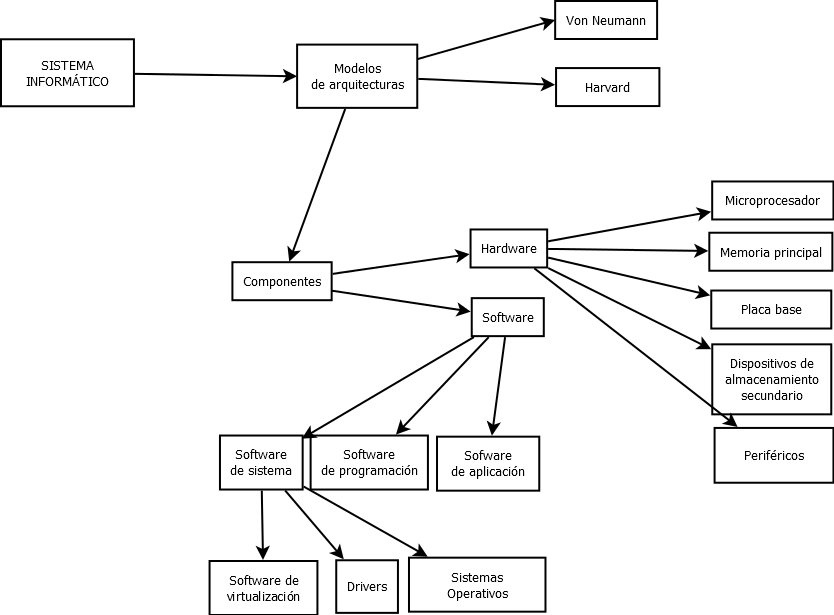 SISTEMA
INFORMÁTICO
Modelos
de arquitecturas
Von Neumann
Harvard
Componentes
Hardware
Software
Microprocesador
Memoria principal
Placa base
Dispositivos de
almacenamiento
secundario
Periféricos
Software
de sistema
Software
de programación
Sofware
de aplicación
Software de
virtualización
Drivers
Sistemas
Operativos